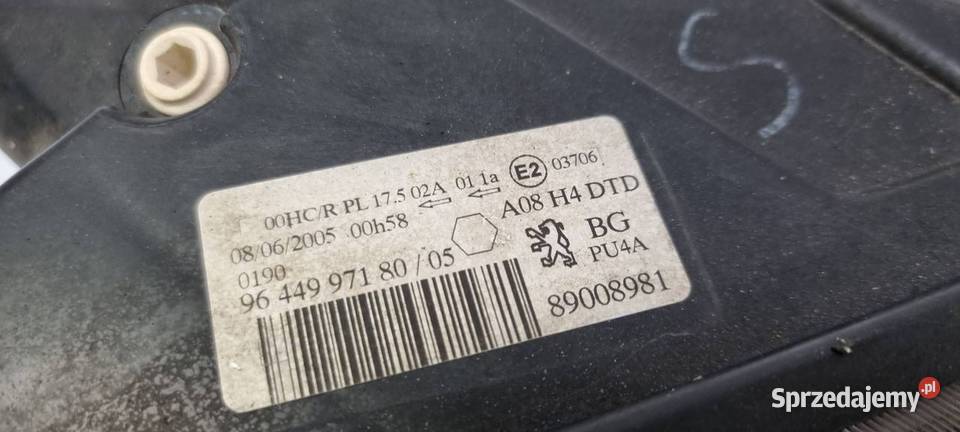 S
00HC/R PL 17.5 02A 01 1a E2 03706
08/06/2005 00h58 A08 H4 DTD
0190 BG
96 449 971 80 / 05 PU4A
89008981
Sprzedajemy.pl